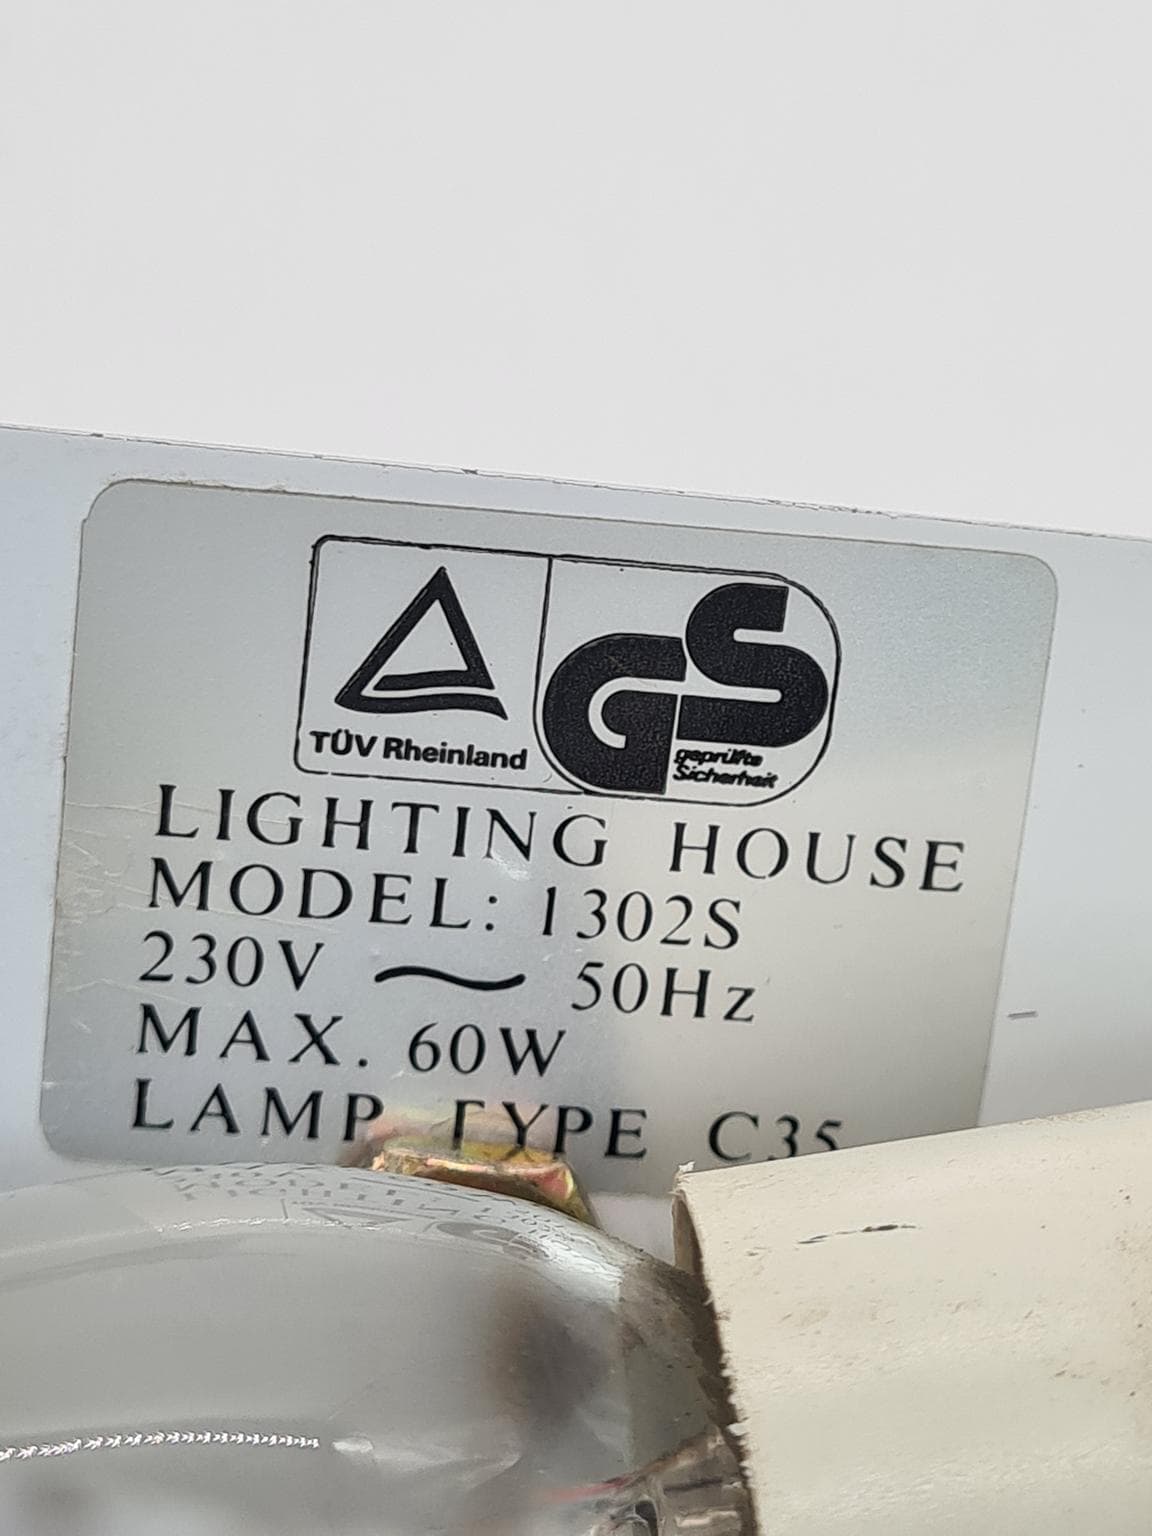 TÜV Rheinland
GS
geprüfte
Sicherheit
LIGHTING HOUSE
MODEL: 1302S
230V ~ 50Hz
MAX. 60W
LAMP TYPE C35